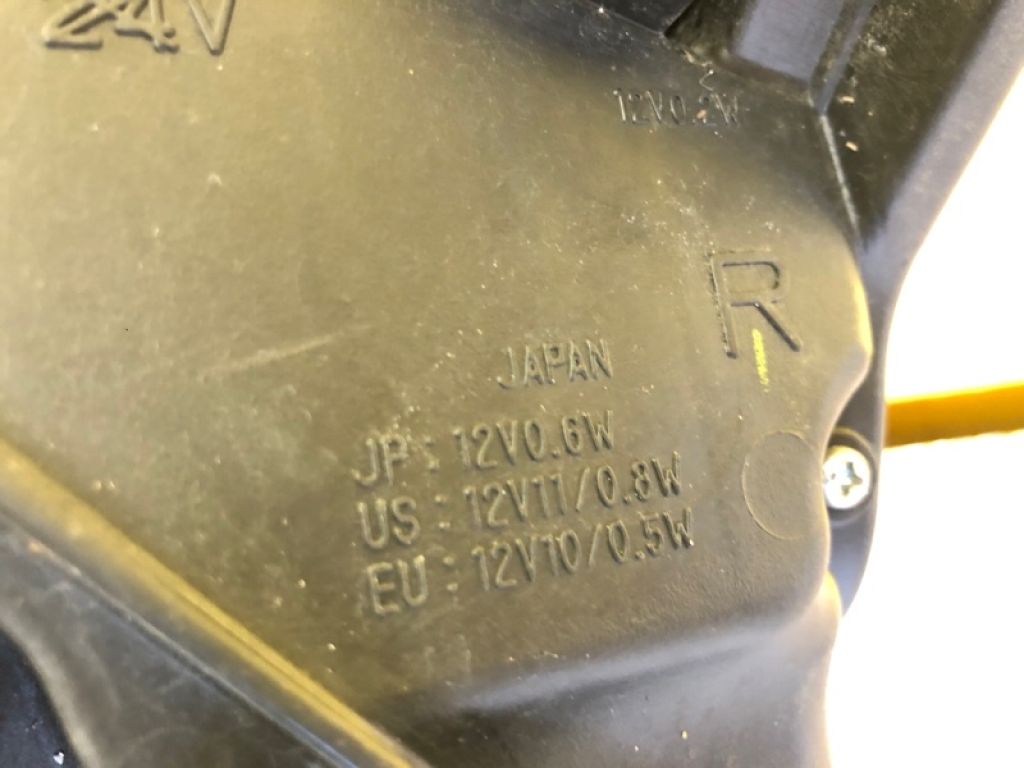 24V
12V0.2W
R
JAPAN
JP : 12V0.6W
US : 12V11/0.8W
EU : 12V10/0.5W